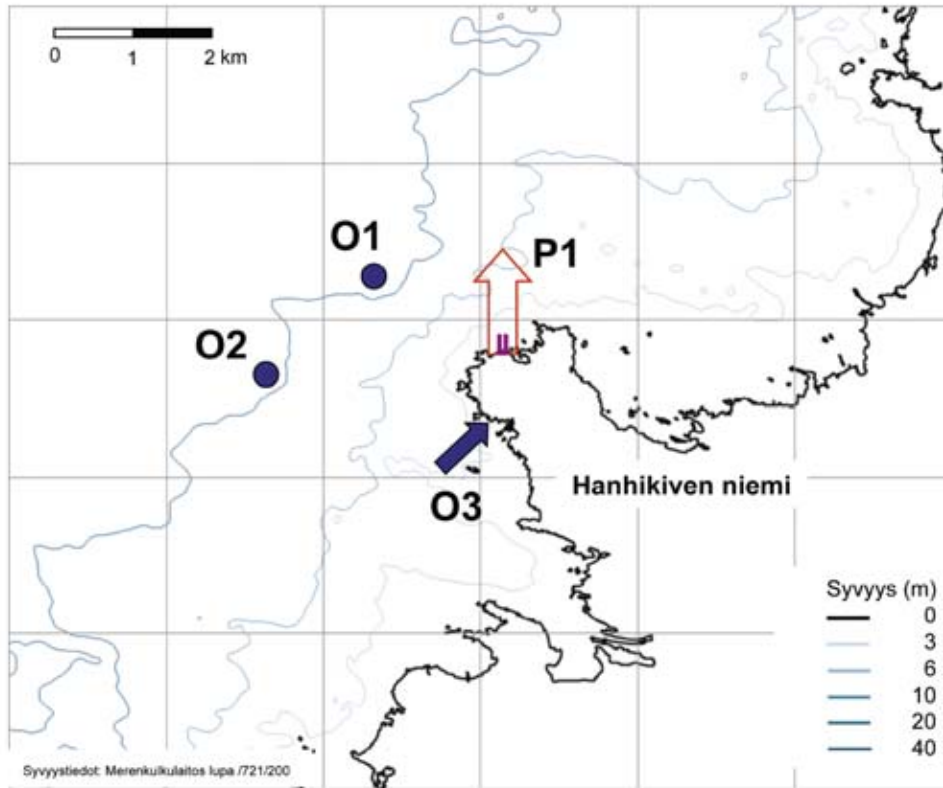 0
1
2 km
O1
P1
O2
O3
Hanhikiven niemi
Syvyys (m)
0
3
6
10
20
40
Syvyystiedot: Merenkulkulaitos lupa /721/200